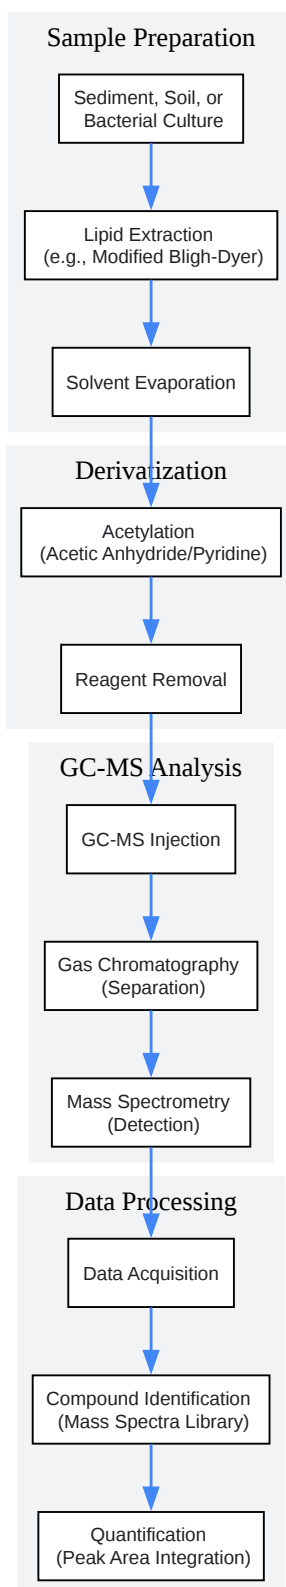 Sample Preparation
Sediment, Soil, or
Bacterial Culture
Lipid Extraction
(e.g., Modified Bligh-Dyer)
Solvent Evaporation
Derivatization
Acetylation
(Acetic Anhydride/Pyridine)
Reagent Removal
GC-MS Analysis
GC-MS Injection
Gas Chromatography
(Separation)
Mass Spectrometry
(Detection)
Data Processing
Data Acquisition
Compound Identification
(Mass Spectra Library)
Quantification
(Peak Area Integration)